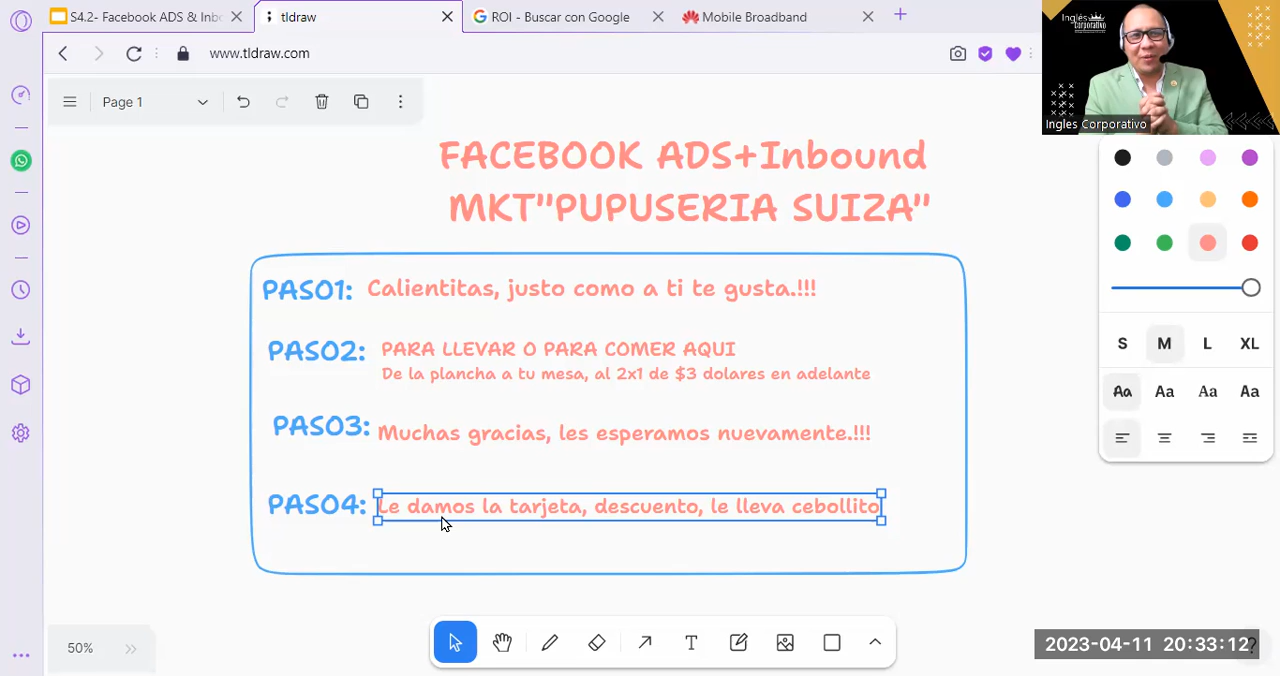 S4.2- Facebook ADS & Inb
tldraw
ROI - Buscar con Google
Mobile Broadband
www.tldraw.com
Page 1
Inglés
Corporativo
Ingles Corporativo
FACEBOOK ADS+Inbound
MKT"PUPUSERIA SUIZA"
PASO1: Calientitas, justo como a ti te gusta.!!!
PASO2: PARA LLEVAR O PARA COMER AQUI
De la plancha a tu mesa, al 2x1 de $3 dolares en adelante
PASO3: Muchas gracias, les esperamos nuevamente.!!!
PASO4: Le damos la tarjeta, descuento, le lleva cebollito
S M L XL
Aa Aa Aa Aa
50%
2023-04-11 20:33:12
?